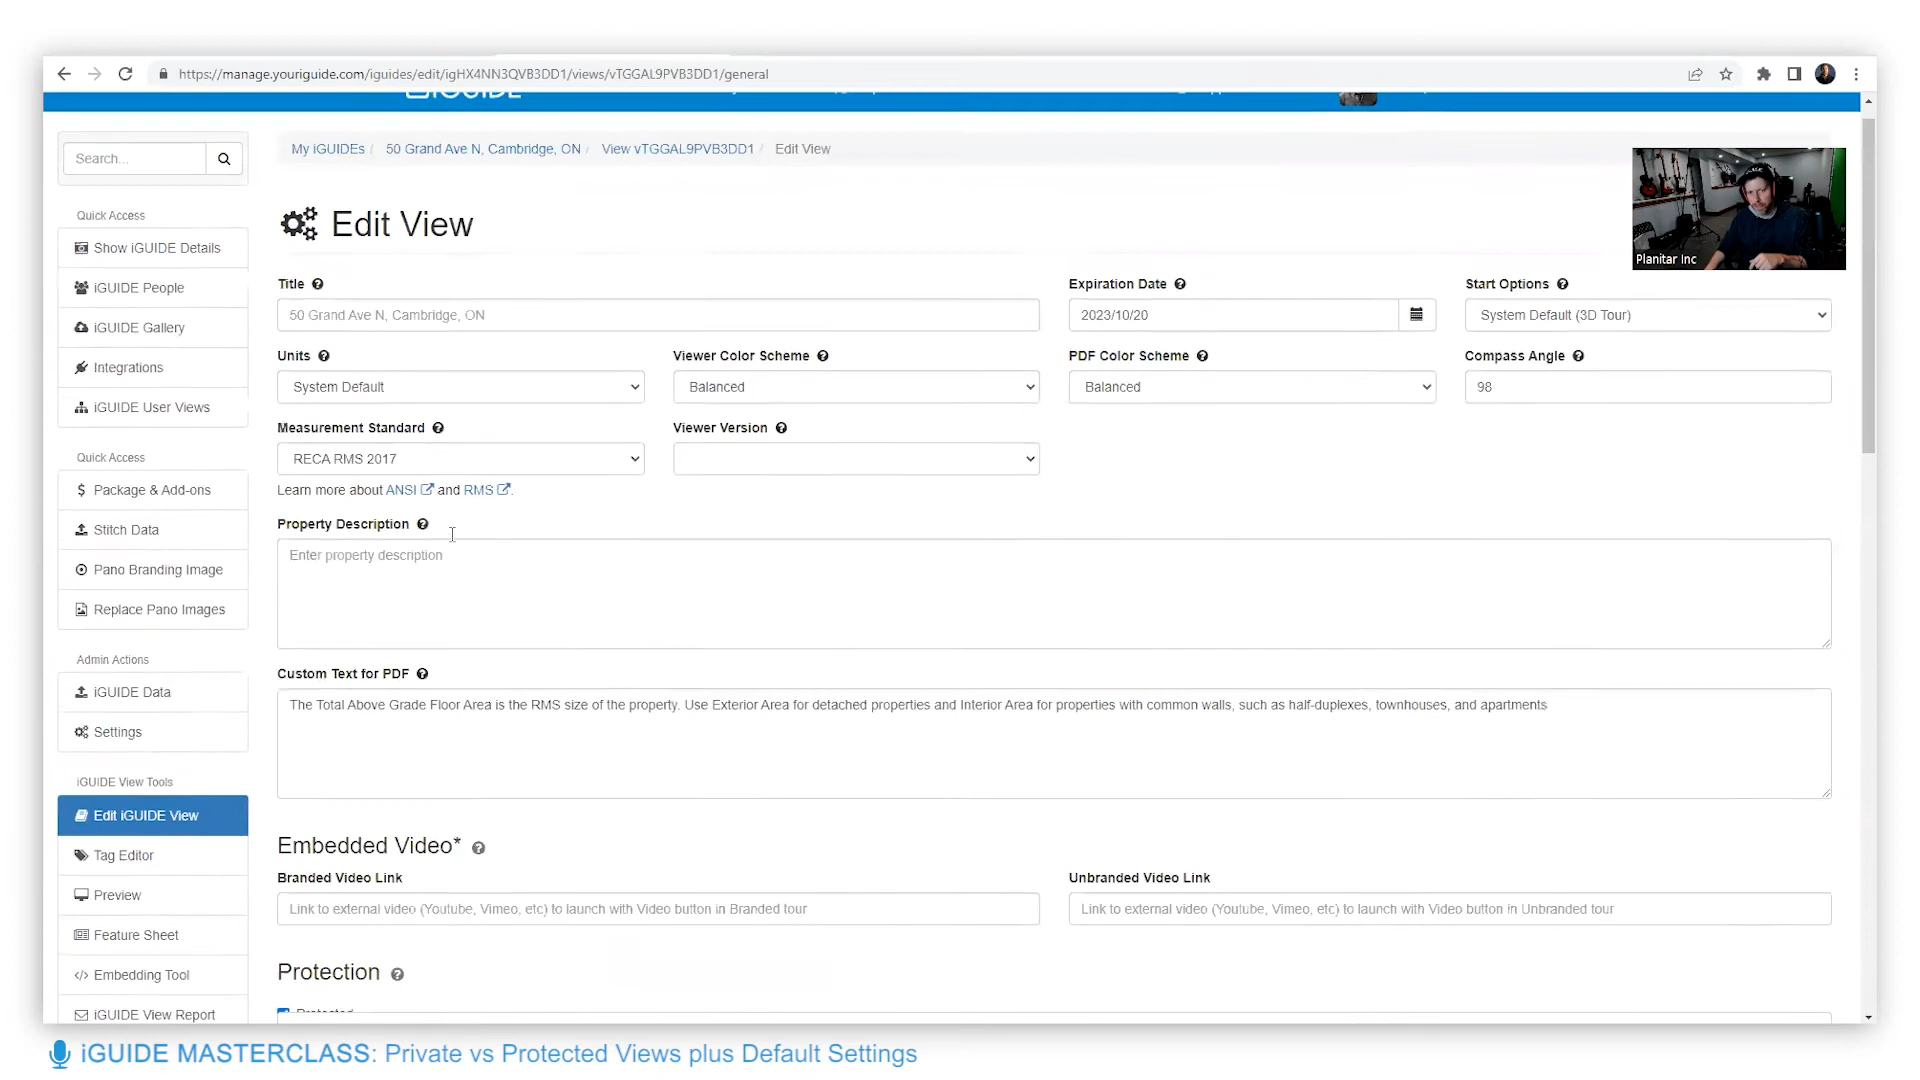 https://manage.youriguide.com/iguides/edit/igHX4NN3QVB3DD1/views/vTGGAL9PVB3DD1/general
iGUIDE
Search...
My iGUIDEs / 50 Grand Ave N, Cambridge, ON / View vTGGAL9PVB3DD1 / Edit View
Planitar Inc
Quick Access
Show iGUIDE Details
iGUIDE People
iGUIDE Gallery
Integrations
iGUIDE User Views
Quick Access
$ Package & Add-ons
Stitch Data
Pano Branding Image
Replace Pano Images
Admin Actions
iGUIDE Data
Settings
iGUIDE View Tools
Edit iGUIDE View
Tag Editor
Preview
Feature Sheet
</> Embedding Tool
iGUIDE View Report
Edit View
Title
50 Grand Ave N, Cambridge, ON
Expiration Date
2023/10/20
Start Options
System Default (3D Tour)
Units
System Default
Viewer Color Scheme
Balanced
PDF Color Scheme
Balanced
Compass Angle
98
Measurement Standard
RECA RMS 2017
Viewer Version
Learn more about ANSI and RMS.
Property Description
Enter property description
Custom Text for PDF
The Total Above Grade Floor Area is the RMS size of the property. Use Exterior Area for detached properties and Interior Area for properties with common walls, such as half-duplexes, townhouses, and apartments
Embedded Video*
Branded Video Link
Link to external video (Youtube, Vimeo, etc) to launch with Video button in Branded tour
Unbranded Video Link
Link to external video (Youtube, Vimeo, etc) to launch with Video button in Unbranded tour
Protection
Protected
iGUIDE MASTERCLASS: Private vs Protected Views plus Default Settings